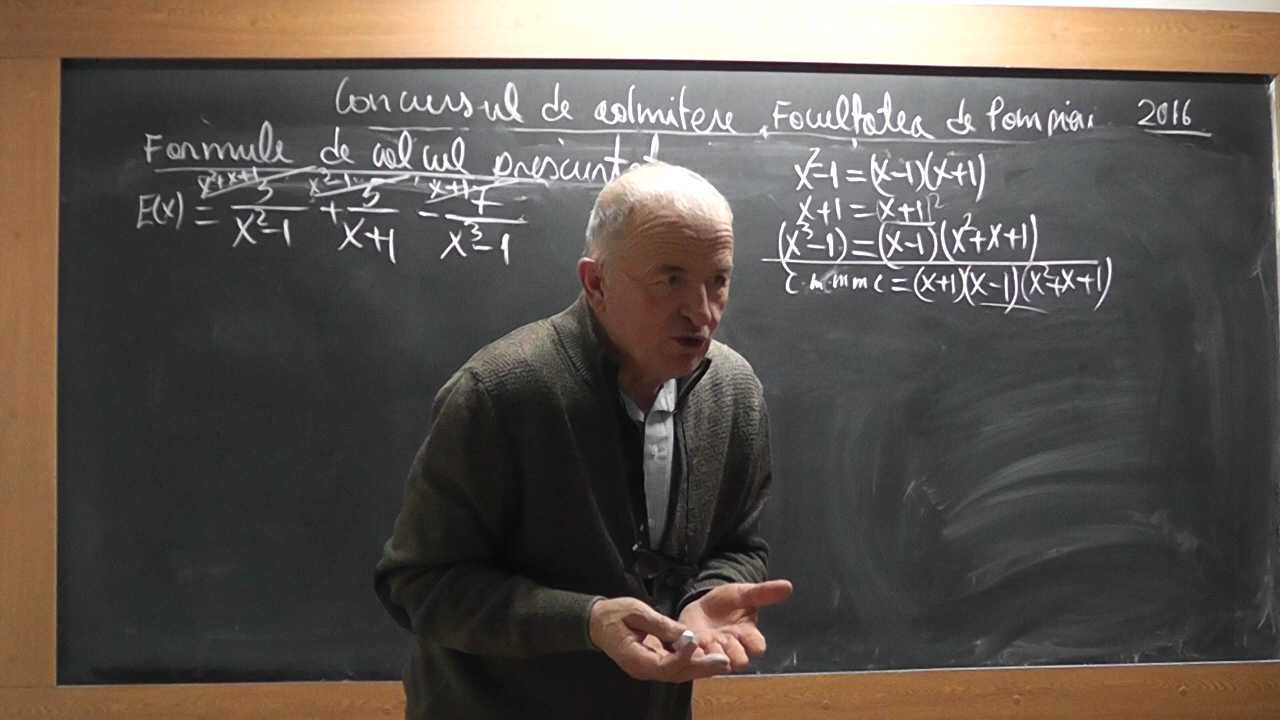 Concursul de admitere, Facultatea de Pompieri 2016
Formule de calcul prescurtat
x²+x+1 x²-1 x+1
E(x) = 3/(x²-1) + 5/(x+1) - 7/(x³-1)
x²-1=(x-1)(x+1)
x+1=(x+1)
(x³-1)=(x-1)(x²+x+1)
c.m.m.m.c=(x+1)(x-1)(x²+x+1)